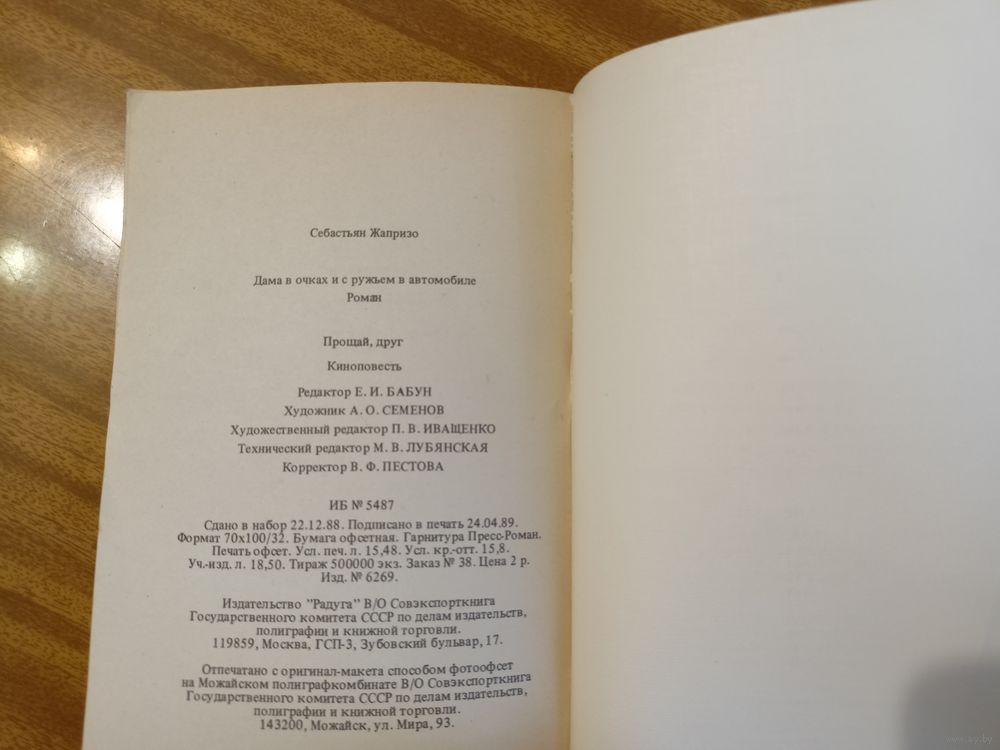 Себастьян Жапризо
Дама в очках и с ружьем в автомобиле
Роман
Прощай, друг
Киноповесть
Редактор Е. И. БАБУН
Художник А. О. СЕМЕНОВ
Художественный редактор П. В. ИВАЩЕНКО
Технический редактор М. В. ЛУБЯНСКАЯ
Корректор В. Ф. ПЕСТОВА
ИБ № 5487
Сдано в набор 22.12.88. Подписано в печать 24.04.89.
Формат 70х100/32. Бумага офсетная. Гарнитура Пресс-Роман.
Печать офсет. Усл. печ. л. 15,48. Усл. кр.-отт. 15,8.
Уч.-изд. л. 18,50. Тираж 500000 экз. Заказ № 38. Цена 2 р.
Изд. № 6269.
Издательство "Радуга" В/О Совэкспорткнига
Государственного комитета СССР по делам издательств,
полиграфии и книжной торговли.
119859, Москва, ГСП-3, Зубовский бульвар, 17.
Отпечатано с оригинал-макета способом фотоофсет
на Можайском полиграфкомбинате В/О Совэкспорткнига
Государственного комитета СССР по делам издательств,
полиграфии и книжной торговли.
143200, Можайск, ул. Мира, 93.
www.ay.by